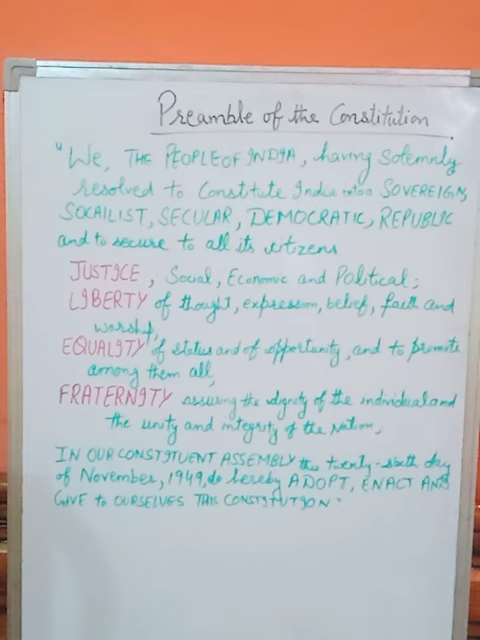 Preamble of the Constitution
"We, THE PEOPLE OF INDIA, having solemnly
resolved to Constitute India into a SOVEREIGN,
SOCAILIST, SECULAR, DEMOCRATIC, REPUBLIC
and to secure to all its citizens
JUSTICE, Social, Economic and Political;
LIBERTY of thought, expression, belief, faith and
worship,
EQUALITY of status and of opportunity, and to promote
among them all,
FRATERNITY assuring the dignity of the individual and
the unity and integrity of the Nation,
IN OUR CONSTITUENT ASSEMBLY this twenty-sixth day
of November, 1949, do hereby ADOPT, ENACT AND
GIVE to OURSELVES THIS CONSTITUTION"